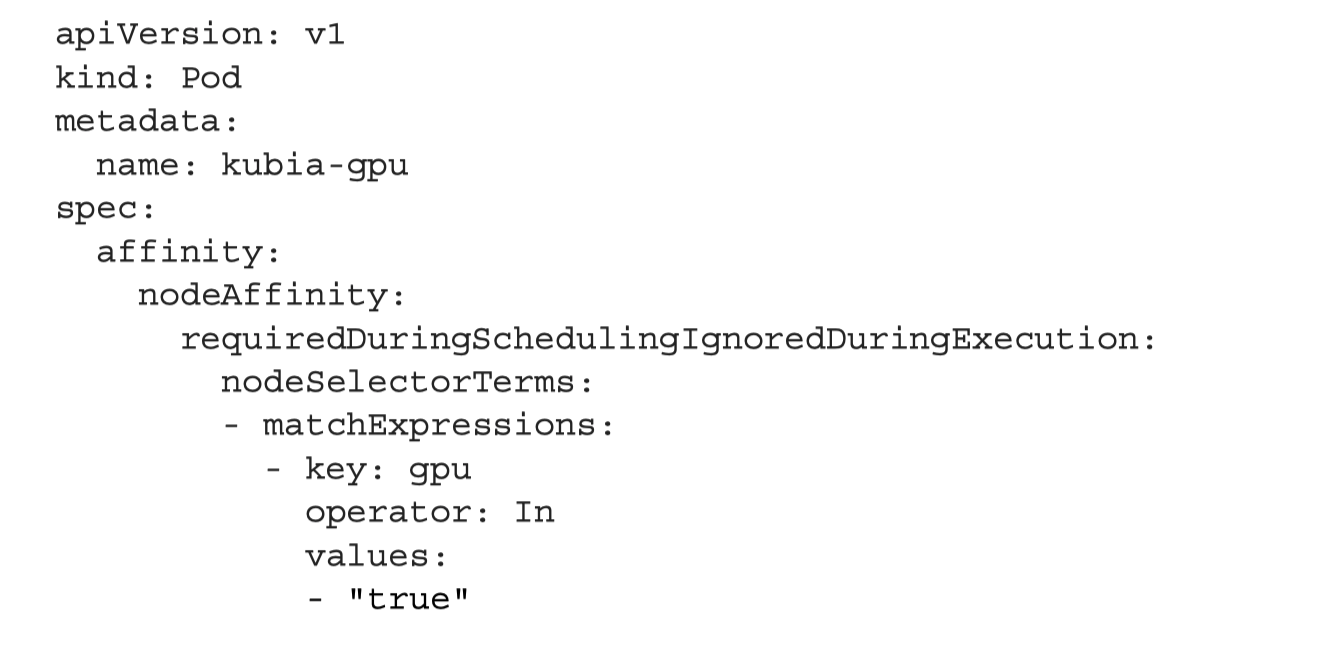 apiVersion: v1
kind: Pod
metadata:
  name: kubia-gpu
spec:
  affinity:
    nodeAffinity:
      requiredDuringSchedulingIgnoredDuringExecution:
        nodeSelectorTerms:
        - matchExpressions:
          - key: gpu
            operator: In
            values:
            - "true"